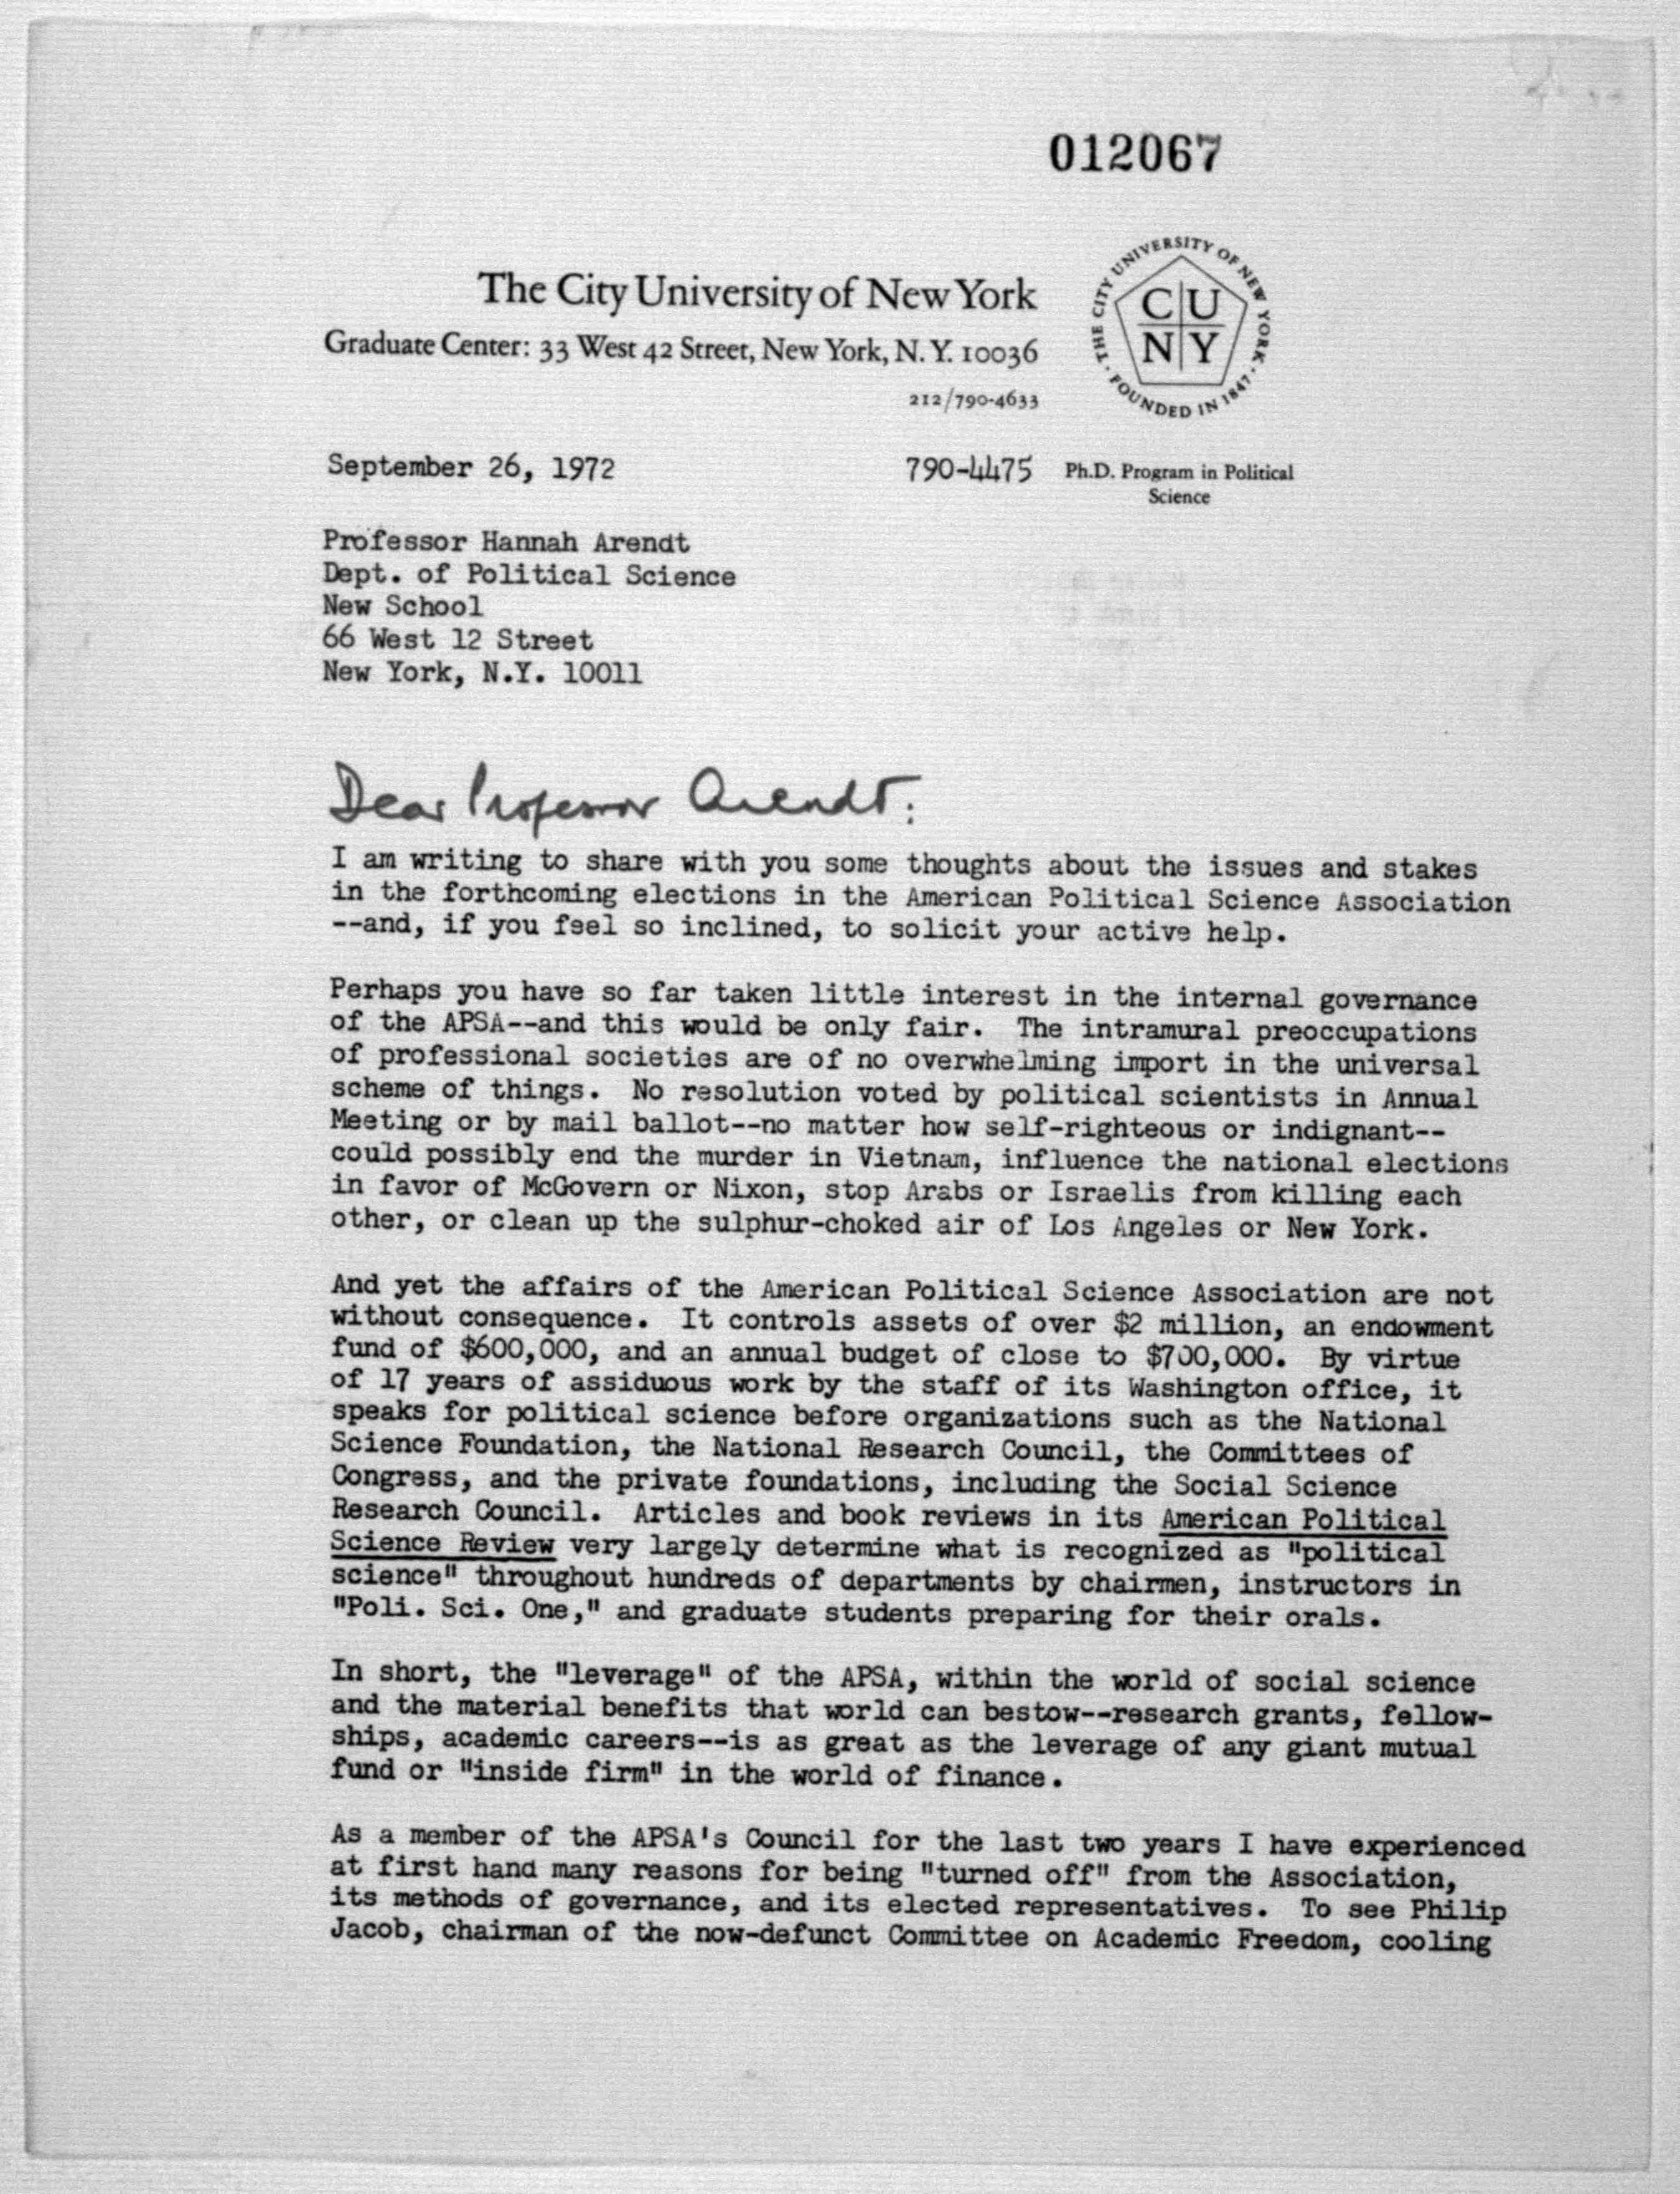 012067
The City University of New York
Graduate Center: 33 West 42 Street, New York, N.Y. 10036
212/790-4633
THE CITY UNIVERSITY OF NEW YORK · FOUNDED IN 1847 ·
CU
NY
September 26, 1972
790-4475
Ph.D. Program in Political
Science
Professor Hannah Arendt
Dept. of Political Science
New School
66 West 12 Street
New York, N.Y. 10011
Dear Professor Arendt:
I am writing to share with you some thoughts about the issues and stakes
in the forthcoming elections in the American Political Science Association
--and, if you feel so inclined, to solicit your active help.
Perhaps you have so far taken little interest in the internal governance
of the APSA--and this would be only fair. The intramural preoccupations
of professional societies are of no overwhelming import in the universal
scheme of things. No resolution voted by political scientists in Annual
Meeting or by mail ballot--no matter how self-righteous or indignant--
could possibly end the murder in Vietnam, influence the national elections
in favor of McGovern or Nixon, stop Arabs or Israelis from killing each
other, or clean up the sulphur-choked air of Los Angeles or New York.
And yet the affairs of the American Political Science Association are not
without consequence. It controls assets of over $2 million, an endowment
fund of $600,000, and an annual budget of close to $700,000. By virtue
of 17 years of assiduous work by the staff of its Washington office, it
speaks for political science before organizations such as the National
Science Foundation, the National Research Council, the Committees of
Congress, and the private foundations, including the Social Science
Research Council. Articles and book reviews in its American Political
Science Review very largely determine what is recognized as "political
science" throughout hundreds of departments by chairmen, instructors in
"Poli. Sci. One," and graduate students preparing for their orals.
In short, the "leverage" of the APSA, within the world of social science
and the material benefits that world can bestow--research grants, fellow-
ships, academic careers--is as great as the leverage of any giant mutual
fund or "inside firm" in the world of finance.
As a member of the APSA's Council for the last two years I have experienced
at first hand many reasons for being "turned off" from the Association,
its methods of governance, and its elected representatives. To see Philip
Jacob, chairman of the now-defunct Committee on Academic Freedom, cooling